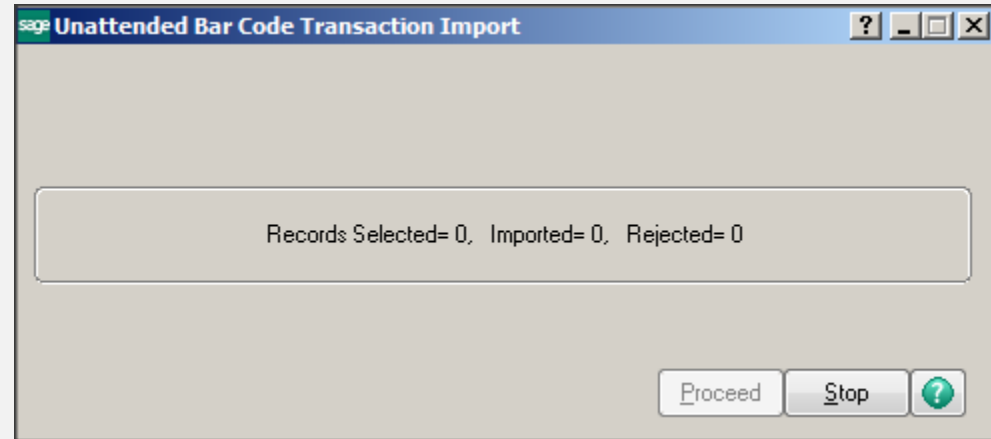 sage Unattended Bar Code Transaction Import ?
Records Selected= 0, Imported= 0, Rejected= 0
Proceed Stop ?